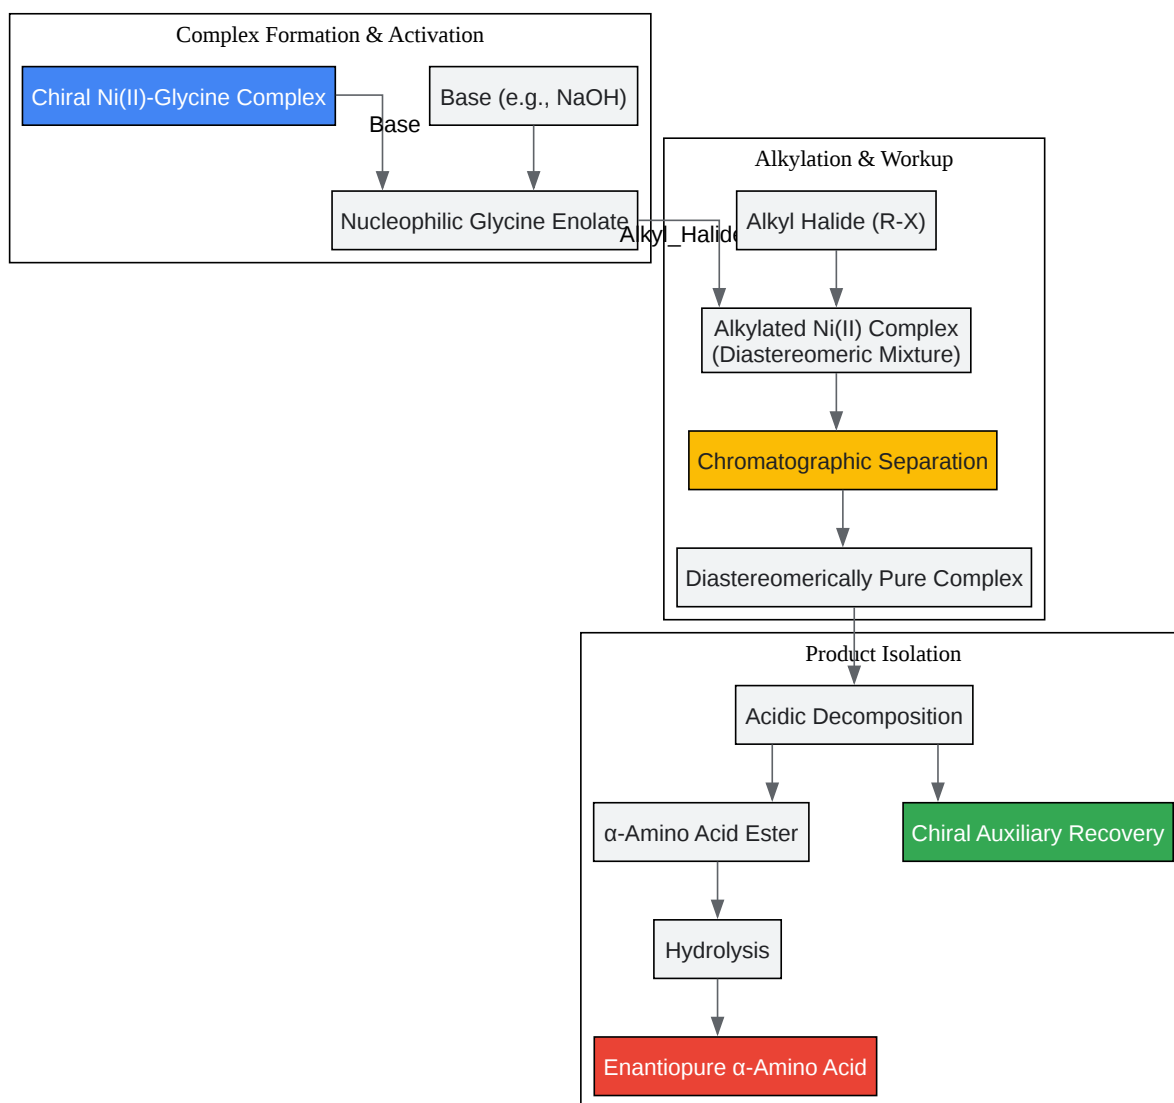 Complex Formation & Activation
Chiral Ni(II)-Glycine Complex
Base (e.g., NaOH)
Base
Nucleophilic Glycine Enolate
Alkyl_Halide
Alkylation & Workup
Alkyl Halide (R-X)
Alkylated Ni(II) Complex
(Diastereomeric Mixture)
Chromatographic Separation
Diastereomerically Pure Complex
Product Isolation
Acidic Decomposition
α-Amino Acid Ester
Chiral Auxiliary Recovery
Hydrolysis
Enantiopure α-Amino Acid